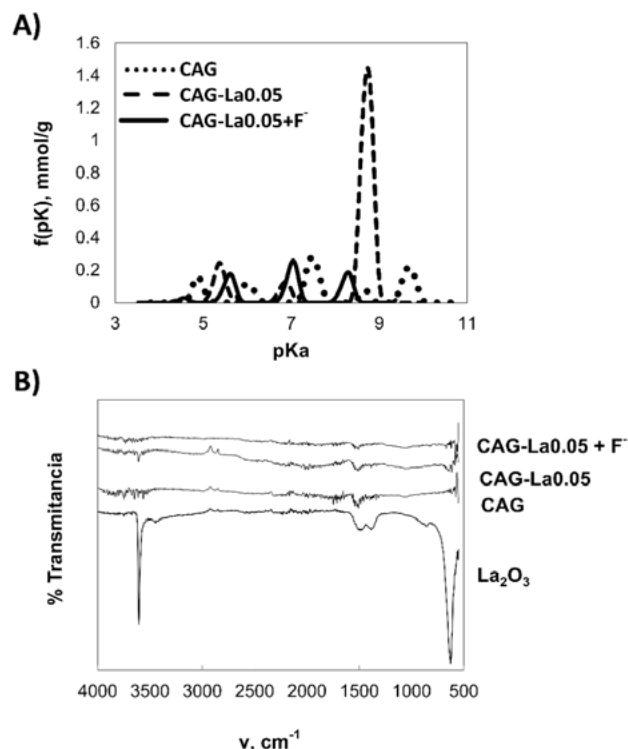 A)
f(pK), mmol/g
1.6
1.4
1.2
1
0.8
0.6
0.4
0.2
0
CAG
CAG-La0.05
CAG-La0.05+F⁻
3 5 7 9 11
pKa
B)
% Transmitancia
CAG-La0.05 + F⁻
CAG-La0.05
CAG
La₂O₃
4000 3500 3000 2500 2000 1500 1000 500
ν, cm⁻¹